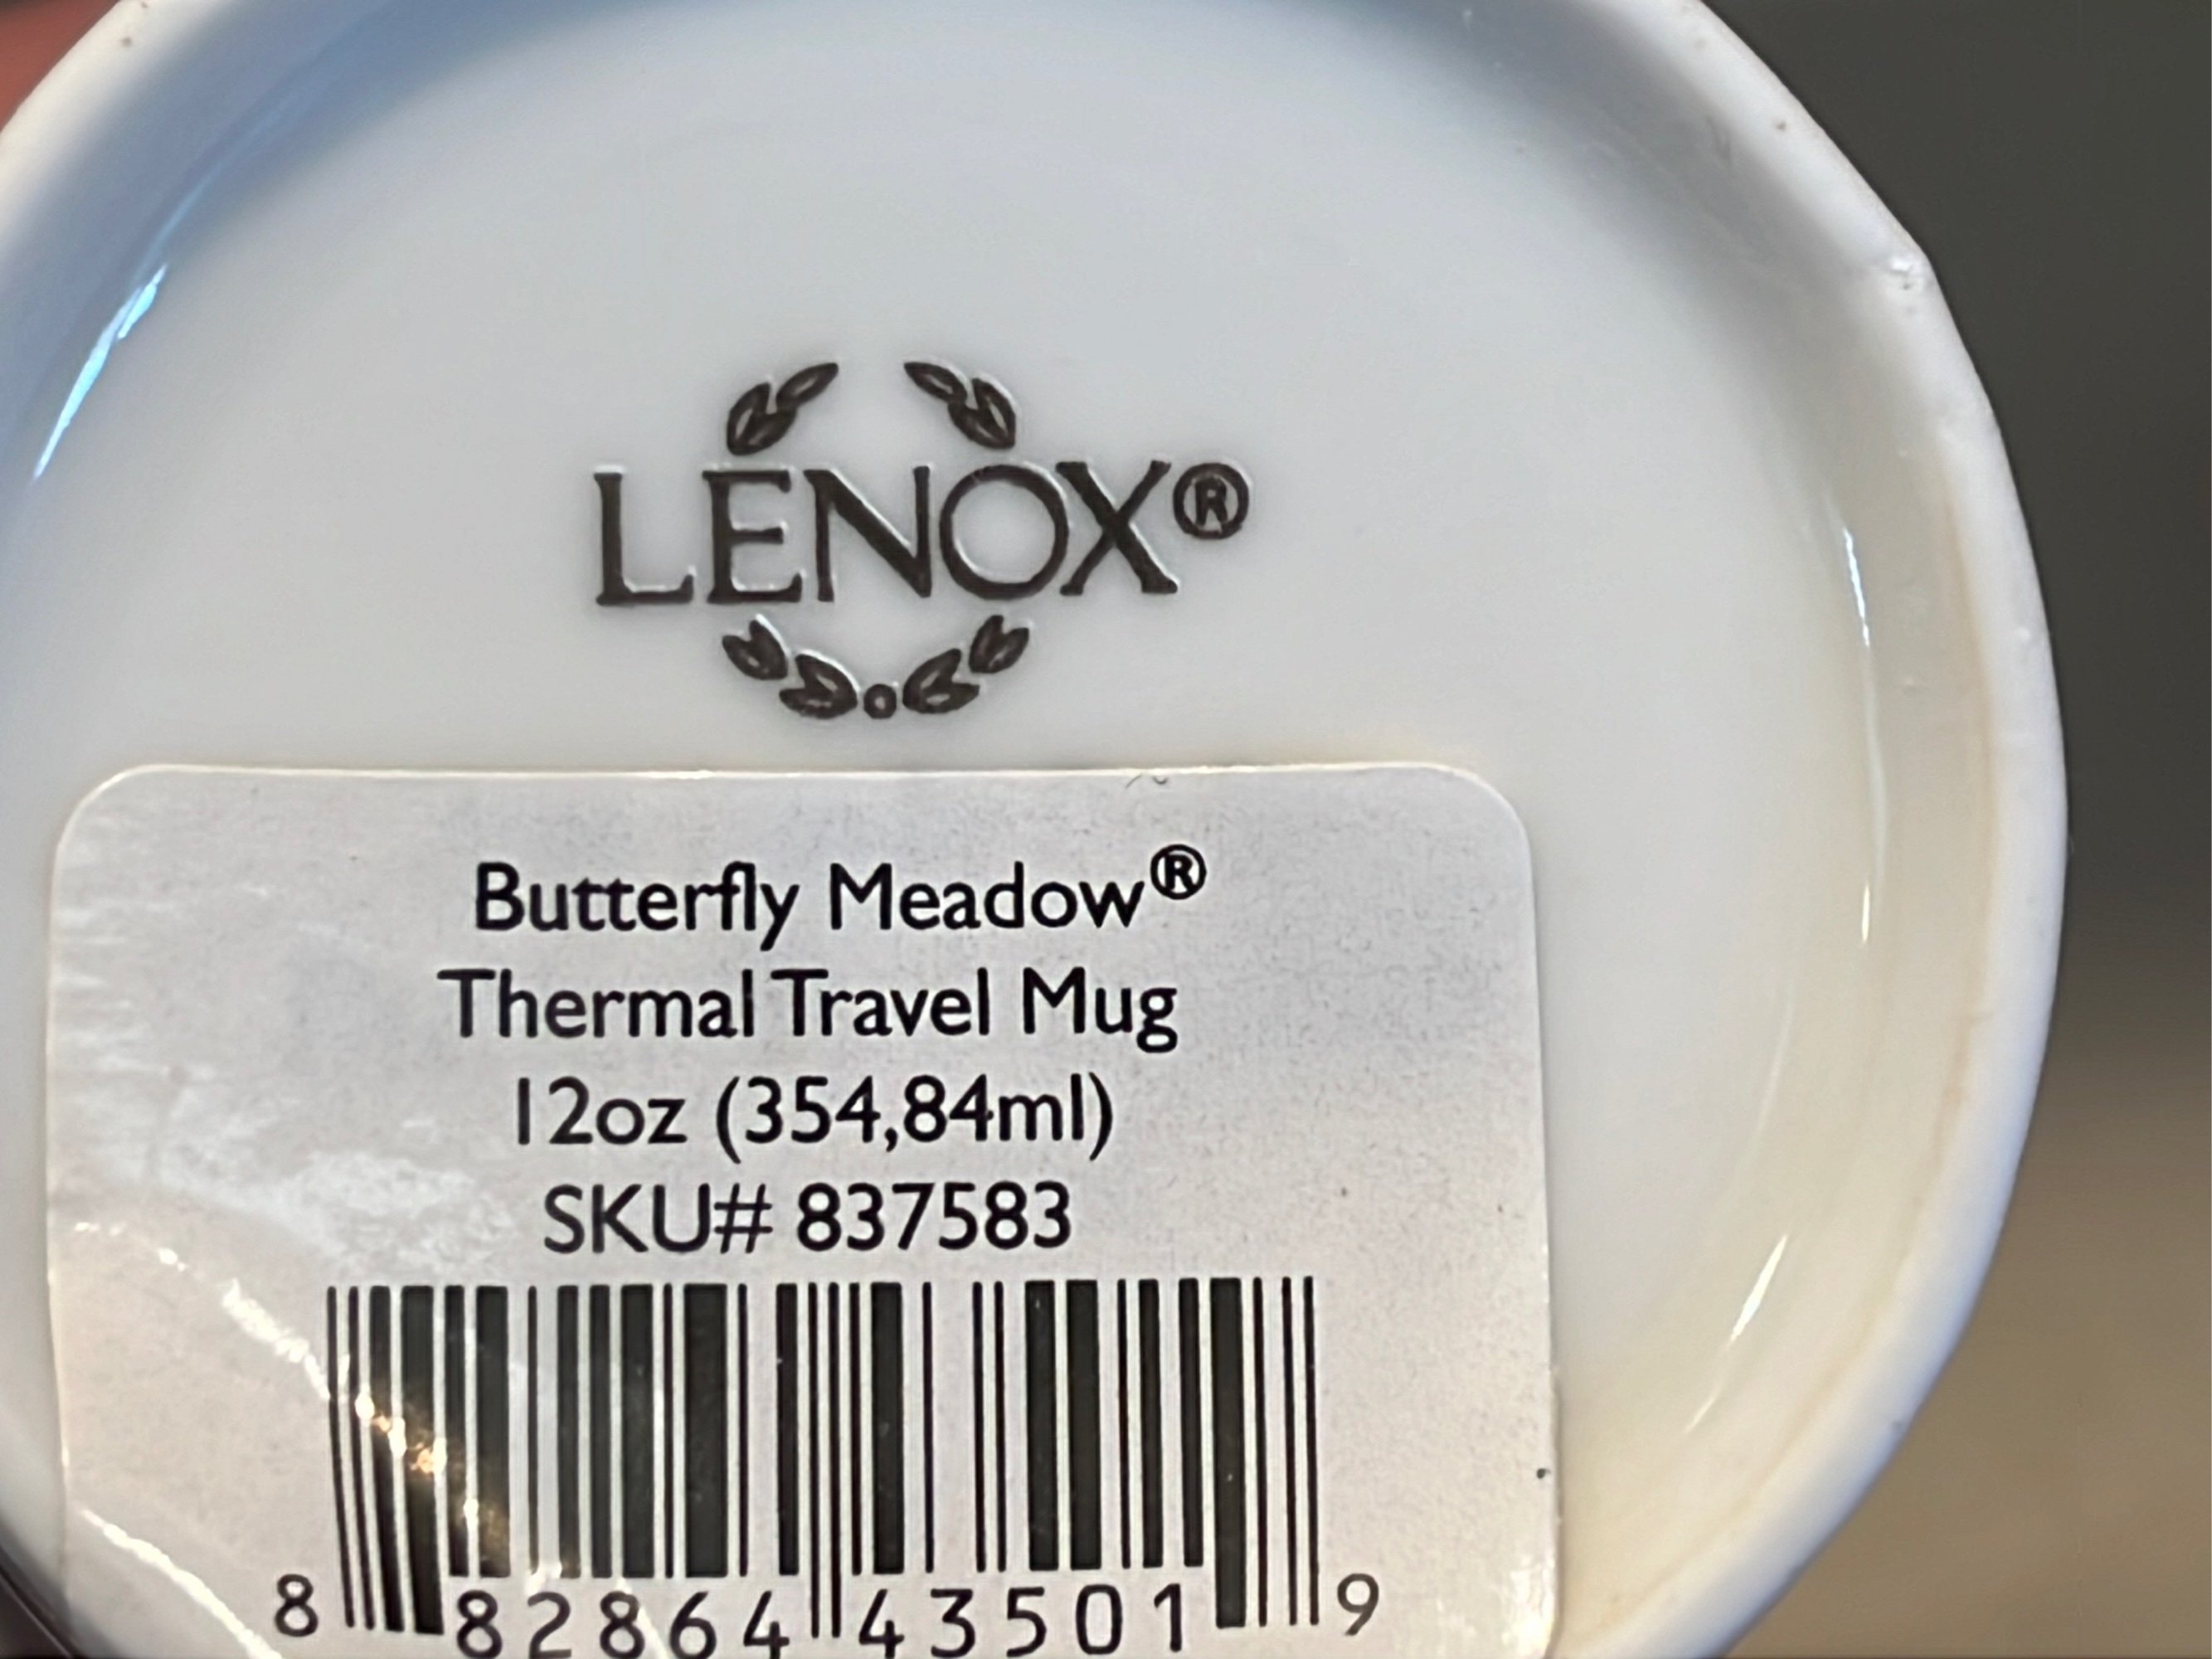 LENOX®
Butterfly Meadow®
Thermal Travel Mug
12oz (354,84ml)
SKU# 837583
8 82864 43501 9